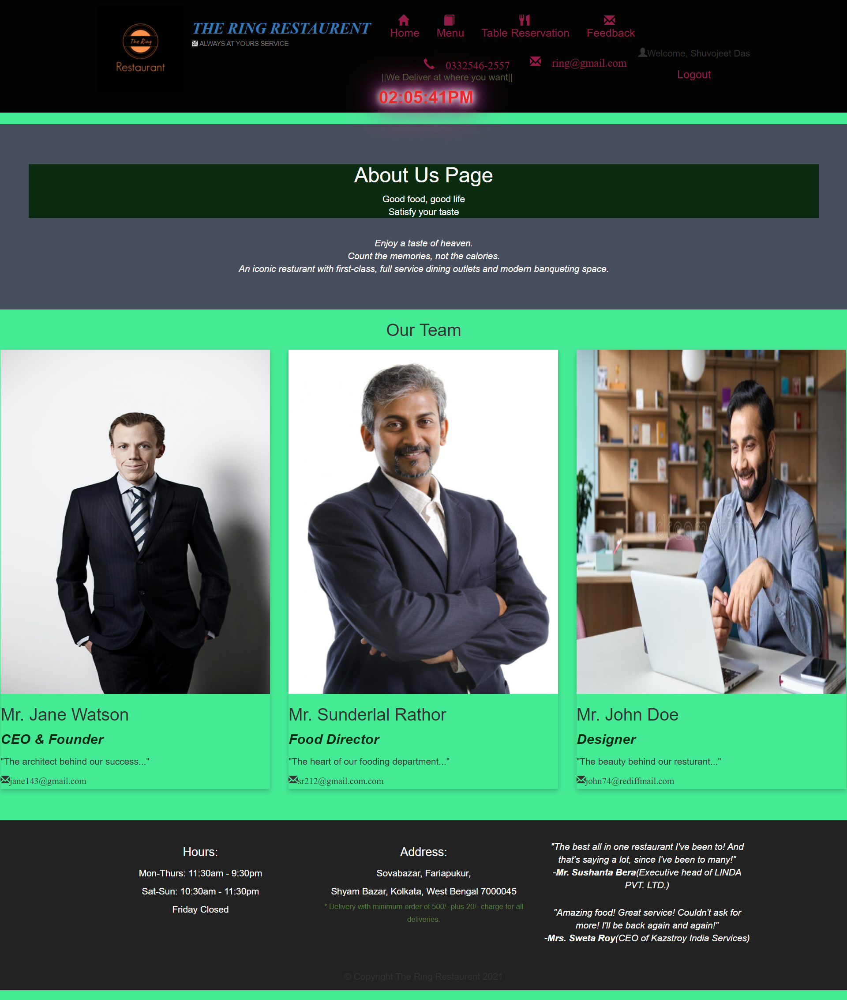 The Ring
Restaurant
THE RING RESTAURENT
ALWAYS AT YOURS SERVICE
Home
Menu
Table Reservation
Feedback
0332546-2557
ring@gmail.com
||We Deliver at where you want||
02:05:41PM
Welcome, Shuvojeet Das
Logout
About Us Page
Good food, good life
Satisfy your taste
Enjoy a taste of heaven.
Count the memories, not the calories.
An iconic resturant with first-class, full service dining outlets and modern banqueting space.
Our Team
Mr. Jane Watson
CEO & Founder
"The architect behind our success..."
jane143@gmail.com
Mr. Sunderlal Rathor
Food Director
"The heart of our fooding department..."
sr212@gmail.com.com
Mr. John Doe
Designer
"The beauty behind our resturant..."
john74@rediffmail.com
Hours:
Mon-Thurs: 11:30am - 9:30pm
Sat-Sun: 10:30am - 11:30pm
Friday Closed
Address:
Sovabazar, Fariapukur,
Shyam Bazar, Kolkata, West Bengal 7000045
* Delivery with minimum order of 500/- plus 20/- charge for all
deliveries.
"The best all in one restaurant I've been to! And
that's saying a lot, since I've been to many!"
-Mr. Sushanta Bera(Executive head of LINDA
PVT. LTD.)
"Amazing food! Great service! Couldn't ask for
more! I'll be back again and again!"
-Mrs. Sweta Roy(CEO of Kazstroy India Services)
© Copyright The Ring Restaurent 2021